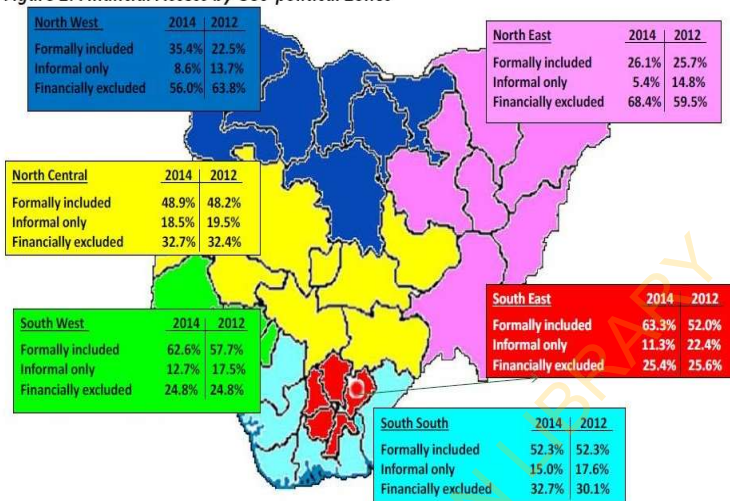 Figure 2: Financial Access by Geo-political Zones
North West 2014 2012
Formally included 35.4% 22.5%
Informal only 8.6% 13.7%
Financially excluded 56.0% 63.8%
North East 2014 2012
Formally included 26.1% 25.7%
Informal only 5.4% 14.8%
Financially excluded 68.4% 59.5%
North Central 2014 2012
Formally included 48.9% 48.2%
Informal only 18.5% 19.5%
Financially excluded 32.7% 32.4%
South East 2014 2012
Formally included 63.3% 52.0%
Informal only 11.3% 22.4%
Financially excluded 25.4% 25.6%
South West 2014 2012
Formally included 62.6% 57.7%
Informal only 12.7% 17.5%
Financially excluded 24.8% 24.8%
South South 2014 2012
Formally included 52.3% 52.3%
Informal only 15.0% 17.6%
Financially excluded 32.7% 30.1%
LIBRARY